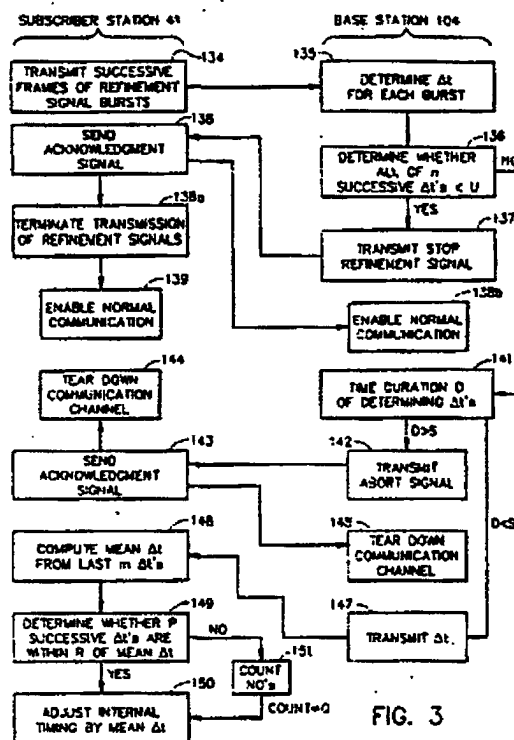 SUBSCRIBER STATION 41
BASE STATION 104
134
TRANSMIT SUCCESSIVE
FRAMES OF REFINEMENT
SIGNAL BURSTS
135
DETERMINE Δt
FOR EACH BURST
138
SEND
ACKNOWLEDGMENT
SIGNAL
136
DETERMINE WHETHER
ALL OF n
SUCCESSIVE Δt's < U
NO
YES
138a
TERMINATE TRANSMISSION
OF REFINEMENT SIGNALS
137
TRANSMIT STOP
REFINEMENT SIGNAL
139
ENABLE NORMAL
COMMUNICATION
138b
ENABLE NORMAL
COMMUNICATION
144
TEAR DOWN
COMMUNICATION
CHANNEL
141
TIME DURATION D
OF DETERMINING Δt's
D>S
D<S
143
SEND
ACKNOWLEDGMENT
SIGNAL
142
TRANSMIT
ABORT SIGNAL
145
TEAR DOWN
COMMUNICATION
CHANNEL
148
COMPUTE MEAN Δt
FROM LAST m Δt's
147
TRANSMIT Δt
149
DETERMINE WHETHER P
SUCCESSIVE Δt's ARE
WITHIN R OF MEAN Δt
NO
YES
151
COUNT
NO's
COUNT≠Q
150
ADJUST INTERNAL
TIMING BY MEAN Δt
FIG. 3